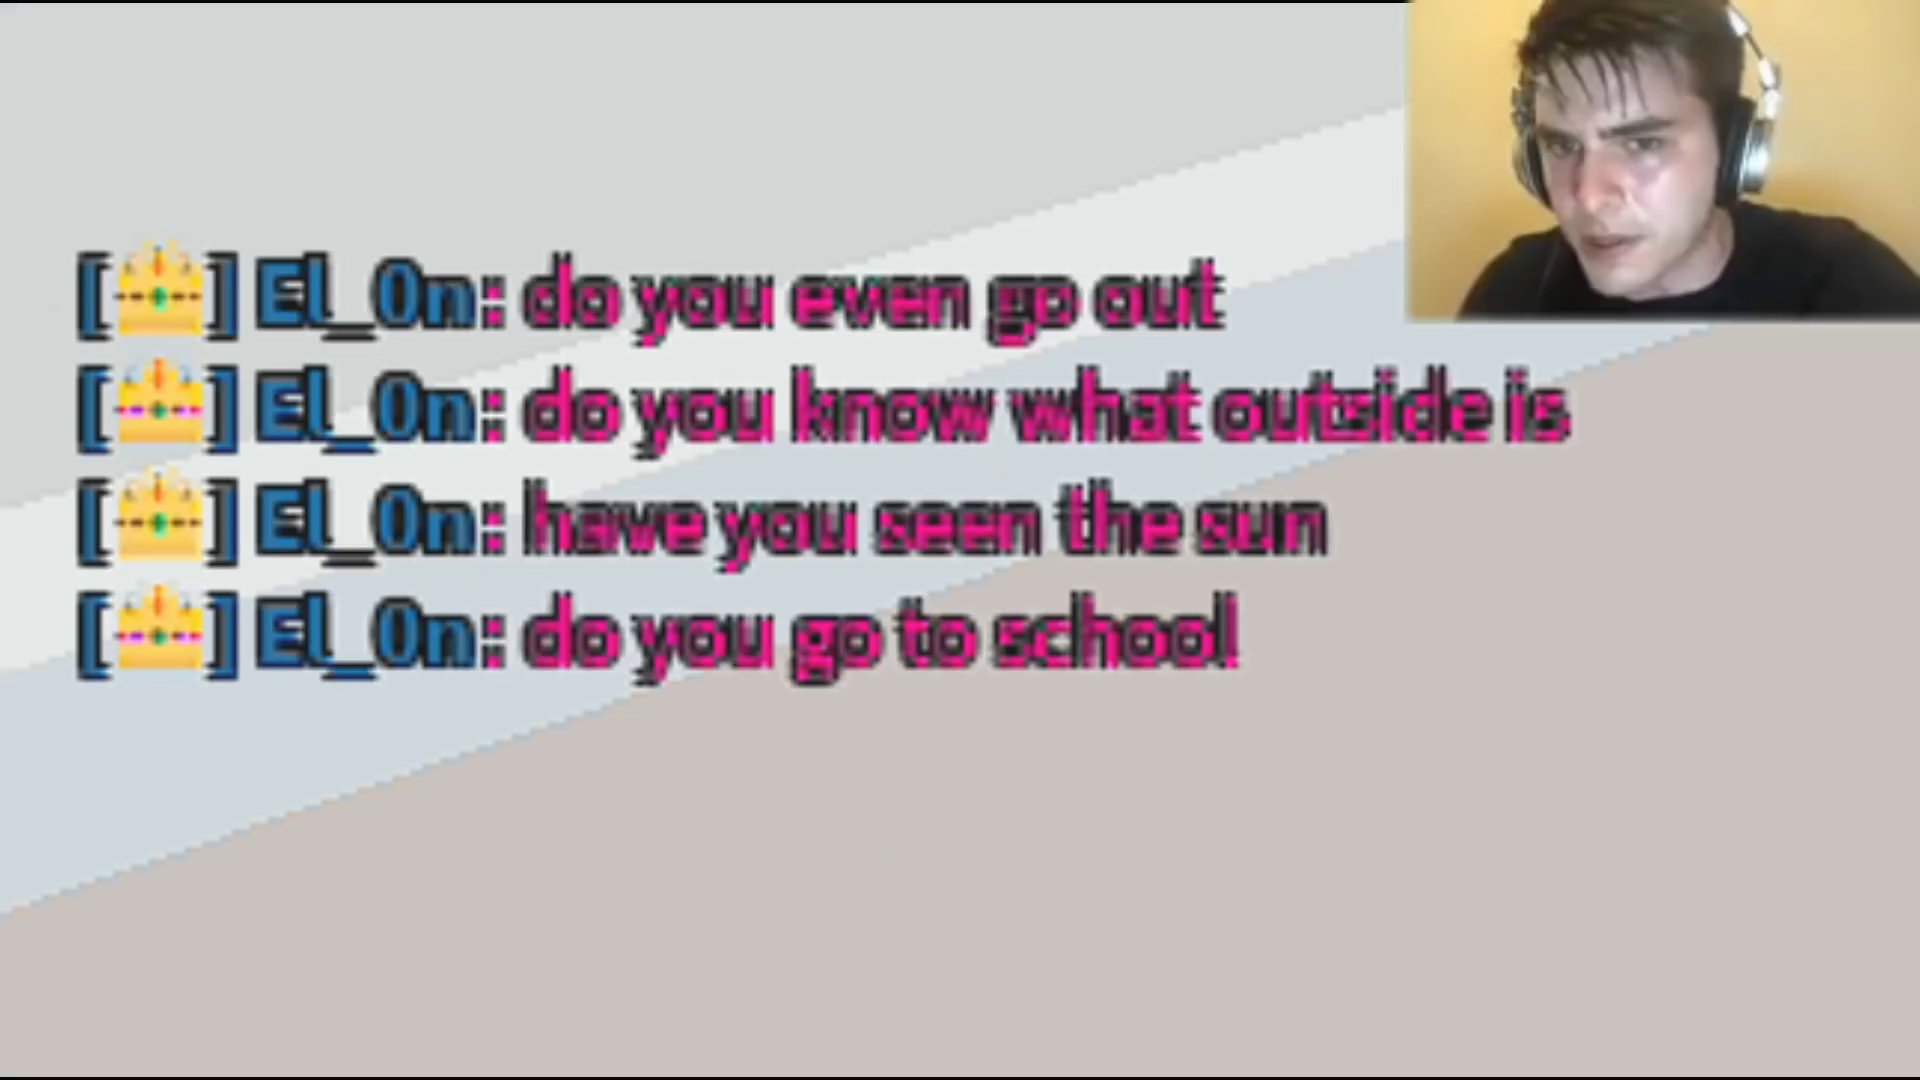 [👑] El_0n: do you even go out
[👑] El_0n: do you know what outside is
[👑] El_0n: have you seen the sun
[👑] El_0n: do you go to school